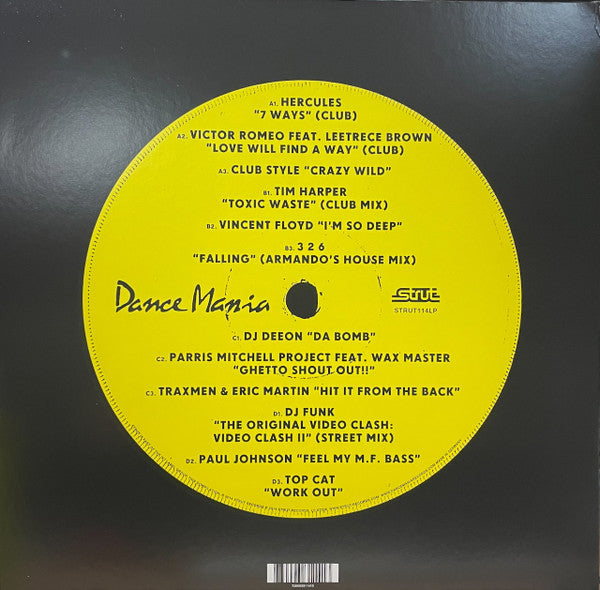 A1. HERCULES
"7 WAYS" (CLUB)
A2. VICTOR ROMEO FEAT. LEETRECE BROWN
"LOVE WILL FIND A WAY" (CLUB)
A3. CLUB STYLE "CRAZY WILD"
B1. TIM HARPER
"TOXIC WASTE" (CLUB MIX)
B2. VINCENT FLOYD "I'M SO DEEP"
B3. 3 2 6
"FALLING" (ARMANDO'S HOUSE MIX)
Dance Mania
STRUT
STRUT114LP
C1. DJ DEEON "DA BOMB"
C2. PARRIS MITCHELL PROJECT FEAT. WAX MASTER
"GHETTO SHOUT OUT!!"
C3. TRAXMEN & ERIC MARTIN "HIT IT FROM THE BACK"
D1. DJ FUNK
"THE ORIGINAL VIDEO CLASH:
VIDEO CLASH II" (STREET MIX)
D2. PAUL JOHNSON "FEEL MY M.F. BASS"
D3. TOP CAT
"WORK OUT"